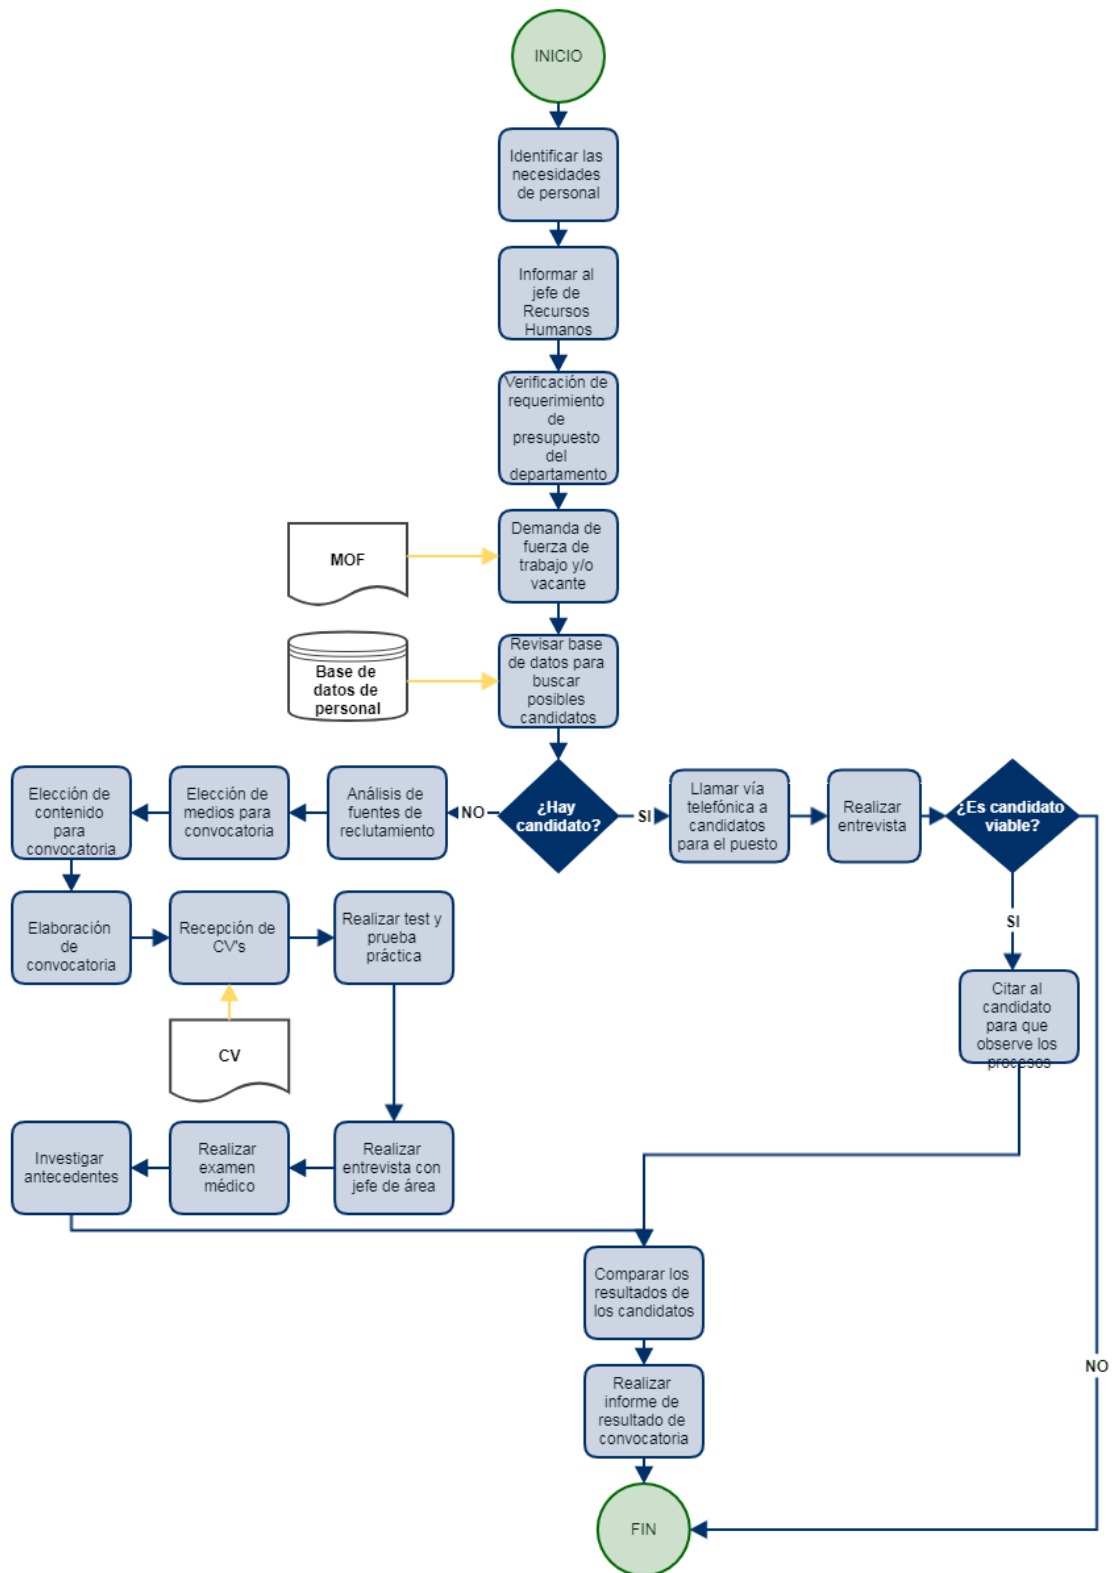 INICIO
Identificar las
necesidades
de personal
Informar al
jefe de
Recursos
Humanos
Verificación de
requerimiento
de
presupuesto
del
departamento
MOF
Demanda de
fuerza de
trabajo y/o
vacante
Base de
datos de
personal
Revisar base
de datos para
buscar
posibles
candidatos
¿Hay
candidato?
NO
Análisis de
fuentes de
reclutamiento
Elección de
medios para
convocatoria
Elección de
contenido
para
convocatoria
SI
Llamar vía
telefónica a
candidatos
para el puesto
Realizar
entrevista
¿Es candidato
viable?
Elaboración
de
convocatoria
Recepción de
CV's
Realizar test y
prueba
práctica
SI
CV
Citar al
candidato
para que
observe los
procesos
Investigar
antecedentes
Realizar
examen
médico
Realizar
entrevista con
jefe de área
Comparar los
resultados de
los candidatos
NO
Realizar
informe de
resultado de
convocatoria
FIN